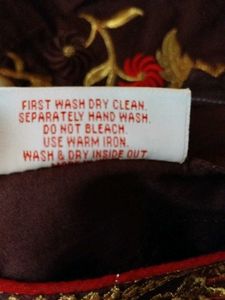 FIRST WASH DRY CLEAN.
SEPARATELY HAND WASH.
DO NOT BLEACH.
USE WARM IRON.
WASH & DRY INSIDE OUT